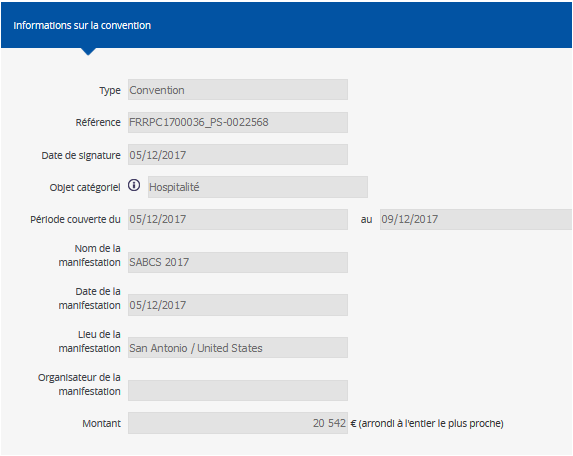 Informations sur la convention
Type Convention
Référence FRRPC1700036_PS-0022568
Date de signature 05/12/2017
Objet catégoriel Hospitalité
Période couverte du 05/12/2017 au 09/12/2017
Nom de la
manifestation SABCS 2017
Date de la
manifestation 05/12/2017
Lieu de la
manifestation San Antonio / United States
Organisateur de la
manifestation
Montant 20 542 € (arrondi à l'entier le plus proche)